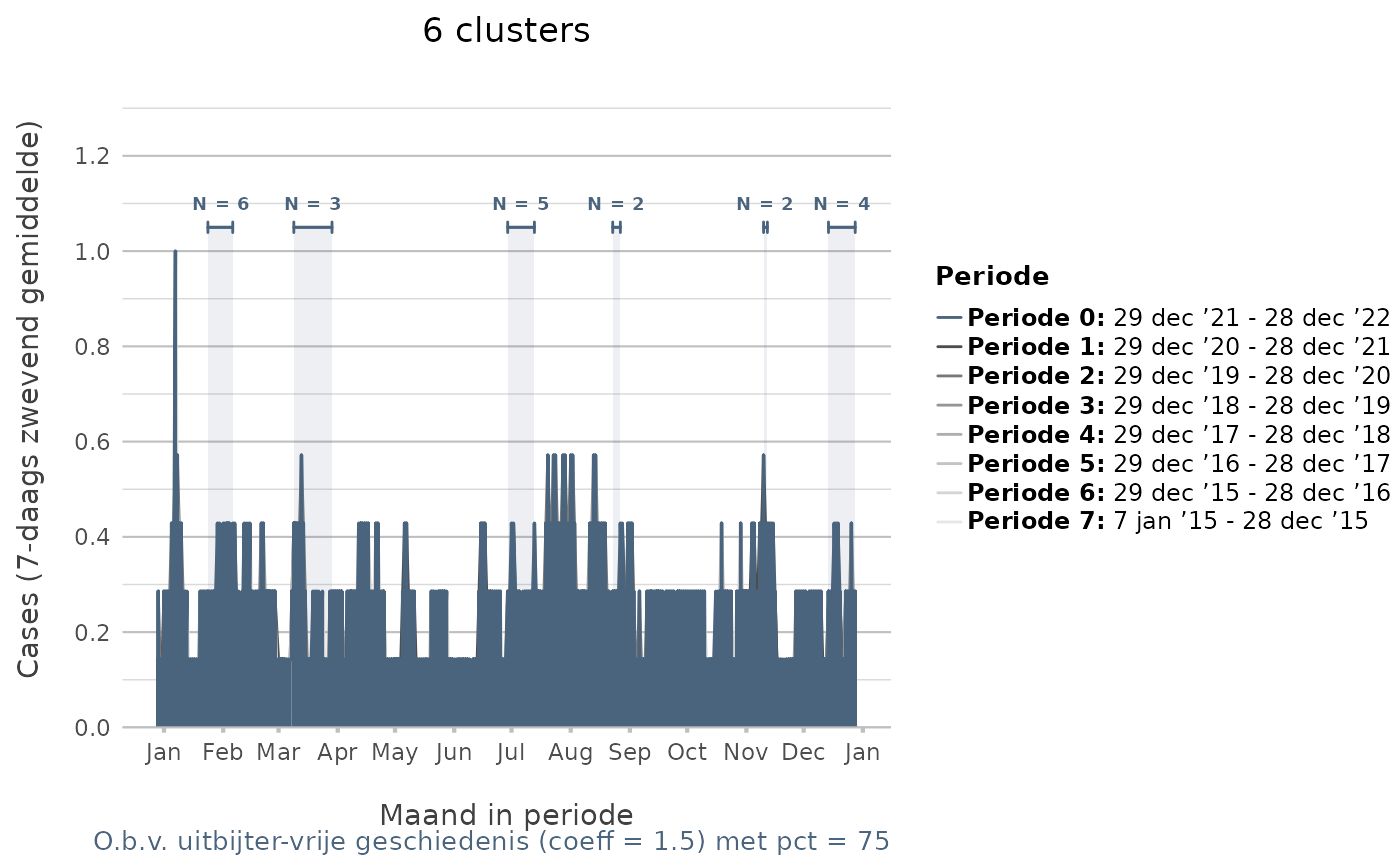 6 clusters
Cases (7-daags zwevend gemiddelde)
1.2
1.0
0.8
0.6
0.4
0.2
0.0
N = 6
N = 3
N = 5
N = 2
N = 2
N = 4
Jan
Feb
Mar
Apr
May
Jun
Jul
Aug
Sep
Oct
Nov
Dec
Jan
Maand in periode
O.b.v. uitbijter-vrije geschiedenis (coeff = 1.5) met pct = 75
Periode
Periode 0: 29 dec ’21 - 28 dec ’22
Periode 1: 29 dec ’20 - 28 dec ’21
Periode 2: 29 dec ’19 - 28 dec ’20
Periode 3: 29 dec ’18 - 28 dec ’19
Periode 4: 29 dec ’17 - 28 dec ’18
Periode 5: 29 dec ’16 - 28 dec ’17
Periode 6: 29 dec ’15 - 28 dec ’16
Periode 7: 7 jan ’15 - 28 dec ’15